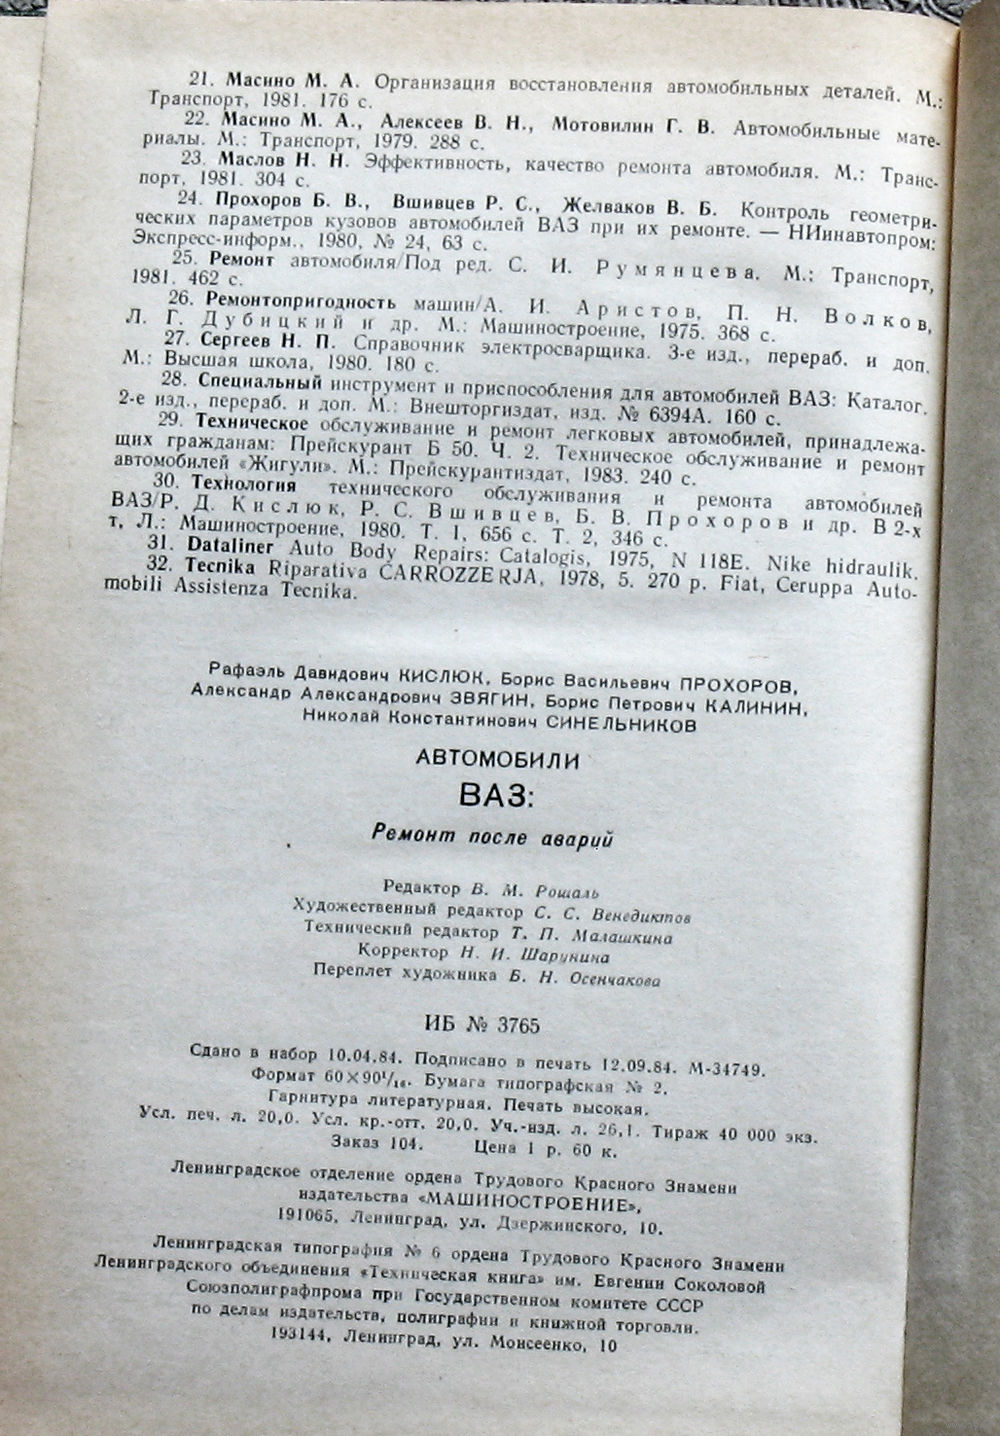 21. Масино М. А. Организация восстановления автомобильных деталей. М.:
Транспорт, 1981. 176 с.
22. Масино М. А., Алексеев В. Н., Мотовилин Г. В. Автомобильные мате-
риалы. М.: Транспорт, 1979. 288 с.
23. Маслов Н. Н. Эффективность, качество ремонта автомобиля. М.: Транс-
порт, 1981. 304 с.
24. Прохоров Б. В., Вшивцев Р. С., Желваков В. Б. Контроль геометри-
ческих параметров кузовов автомобилей ВАЗ при их ремонте. — НИинавтопром:
Экспресс-информ., 1980, № 24, 63 с.
25. Ремонт автомобиля/Под ред. С. И. Румянцева. М.: Транспорт,
1981. 462 с.
26. Ремонтопригодность машин/А. И. Аристов, П. Н. Волков,
Л. Г. Дубицкий и др. М.: Машиностроение, 1975. 368 с.
27. Сергеев Н. П. Справочник электросварщика. 3-е изд., перераб. и доп.
М.: Высшая школа, 1980. 180 с.
28. Специальный инструмент и приспособления для автомобилей ВАЗ: Каталог.
2-е изд., перераб. и доп. М.: Внешторгиздат, изд. № 6394А. 160 с.
29. Техническое обслуживание и ремонт легковых автомобилей, принадлежа-
щих гражданам: Прейскурант Б 50. Ч. 2. Техническое обслуживание и ремонт
автомобилей «Жигули». М.: Прейскурантиздат, 1983. 240 с.
30. Технология технического обслуживания и ремонта автомобилей
ВАЗ/Р. Д. Кислюк, Р. С. Вшивцев, Б. В. Прохоров и др. В 2-х
т, Л.: Машиностроение, 1980. Т. 1, 656 с. Т. 2, 346 с.
31. Dataliner Auto Body Repairs: Catalogis, 1975, N 118E. Nike hidraulik.
32. Tecnika Riparativa CARROZZERJA, 1978, 5. 270 p. Fiat, Ceruppa Auto-
mobili Assistenza Tecnika.
Рафаэль Давидович КИСЛЮК, Борис Васильевич ПРОХОРОВ,
Александр Александрович ЗВЯГИН, Борис Петрович КАЛИНИН,
Николай Константинович СИНЕЛЬНИКОВ
АВТОМОБИЛИ
ВАЗ:
Ремонт после аварий
Редактор В. М. Рошаль
Художественный редактор С. С. Венедиктов
Технический редактор Т. П. Малашкина
Корректор Н. И. Шарунина
Переплет художника Б. Н. Осенчакова
ИБ № 3765
Сдано в набор 10.04.84. Подписано в печать 12.09.84. М-34749.
Формат 60×90¹/₁₆. Бумага типографская № 2.
Гарнитура литературная. Печать высокая.
Усл. печ. л. 20,0. Усл. кр.-отт. 20,0. Уч.-изд. л. 26,1. Тираж 40 000 экз.
Заказ 104. Цена 1 р. 60 к.
Ленинградское отделение ордена Трудового Красного Знамени
издательства «МАШИНОСТРОЕНИЕ»,
191065, Ленинград, ул. Дзержинского, 10.
Ленинградская типография № 6 ордена Трудового Красного Знамени
Ленинградского объединения «Техническая книга» им. Евгении Соколовой
Союзполиграфпрома при Государственном комитете СССР
по делам издательств, полиграфии и книжной торговли.
193144, Ленинград, ул. Моисеенко, 10